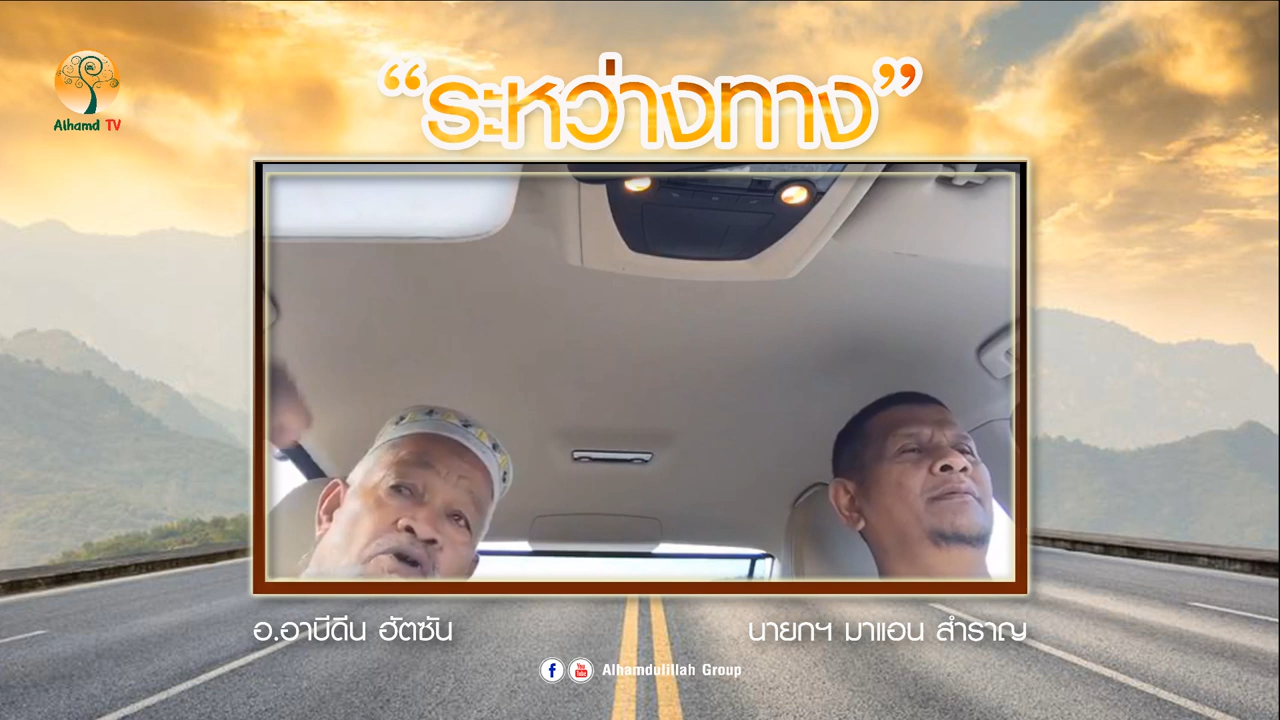 Alhamd TV
“ระหว่างทาง”
อ.อาบีดีน ฮัตซัน
นายกฯ มาแอน สำราญ
Alhamdulillah Group